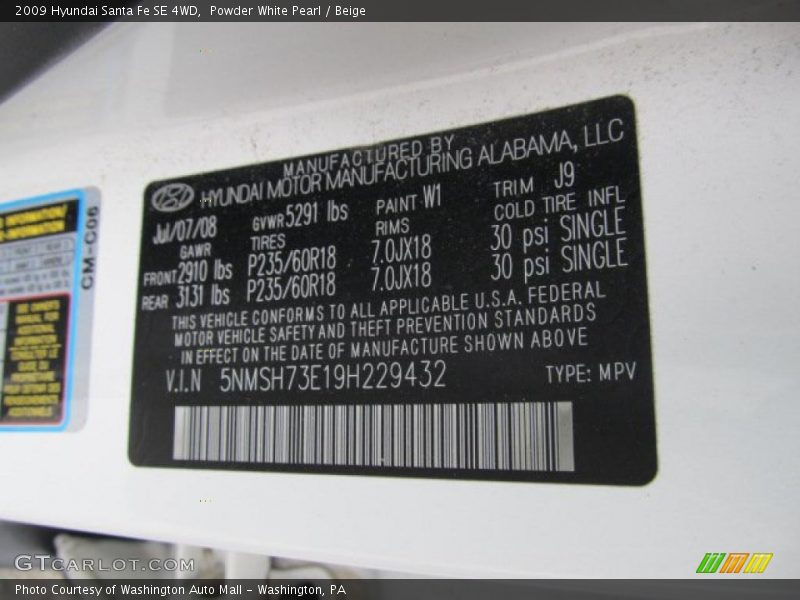 2009 Hyundai Santa Fe SE 4WD, Powder White Pearl / Beige
MANUFACTURED BY
HYUNDAI MOTOR MANUFACTURING ALABAMA, LLC
Jul/07/08 GVWR 5291 lbs PAINT W1 TRIM J9
GAWR TIRES RIMS COLD TIRE INFL
FRONT 2910 lbs P235/60R18 7.0JX18 30 psi SINGLE
REAR 3131 lbs P235/60R18 7.0JX18 30 psi SINGLE
THIS VEHICLE CONFORMS TO ALL APPLICABLE U.S.A. FEDERAL
MOTOR VEHICLE SAFETY AND THEFT PREVENTION STANDARDS
IN EFFECT ON THE DATE OF MANUFACTURE SHOWN ABOVE
V.I.N 5NMSH73E19H229432 TYPE: MPV
CM-C06
GTCARLOT.COM
Photo Courtesy of Washington Auto Mall - Washington, PA